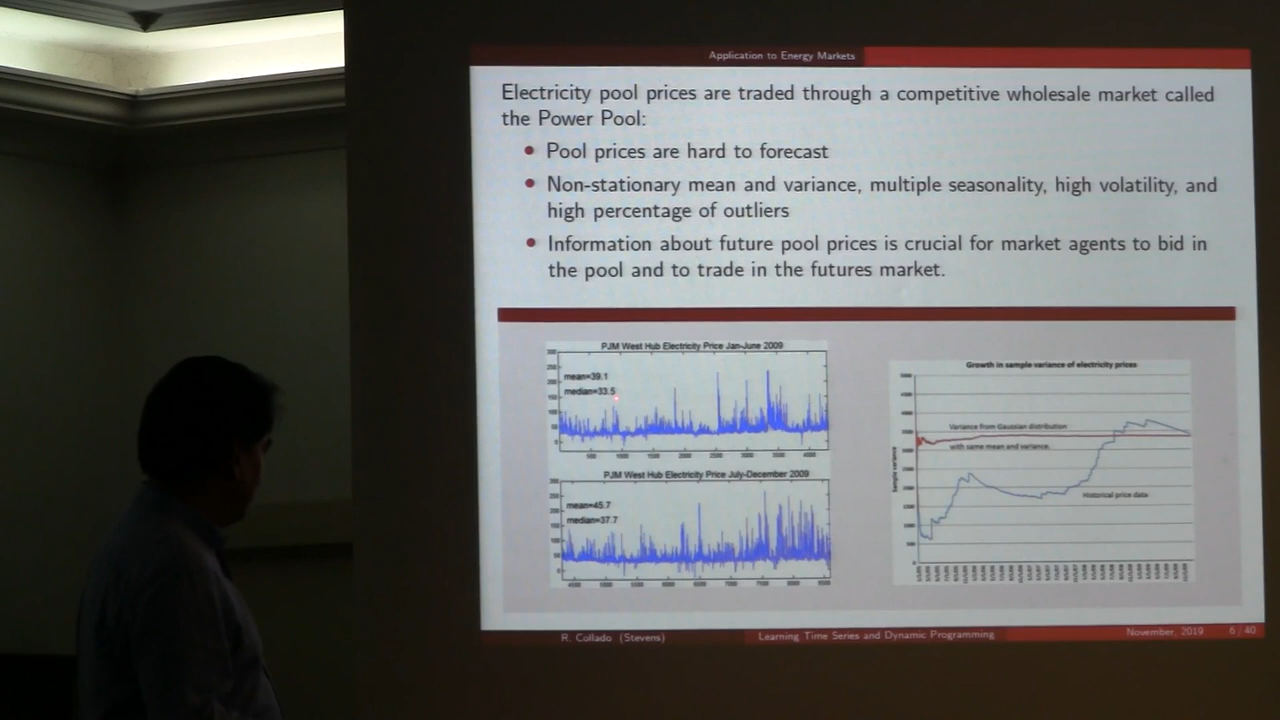 Application to Energy Markets
Electricity pool prices are traded through a competitive wholesale market called
the Power Pool:
Pool prices are hard to forecast
Non-stationary mean and variance, multiple seasonality, high volatility, and
high percentage of outliers
Information about future pool prices is crucial for market agents to bid in
the pool and to trade in the futures market.
PJM West Hub Electricity Price Jan-June 2009
mean=39.1
median=33.5
PJM West Hub Electricity Price July-December 2009
mean=45.7
median=37.7
Growth in sample variance of electricity prices
Variance from Gaussian distribution
with same mean and variance.
Historical price data
Sample variance
R. Collado (Stevens)
Learning Time Series and Dynamic Programming
November, 2019
6 / 40